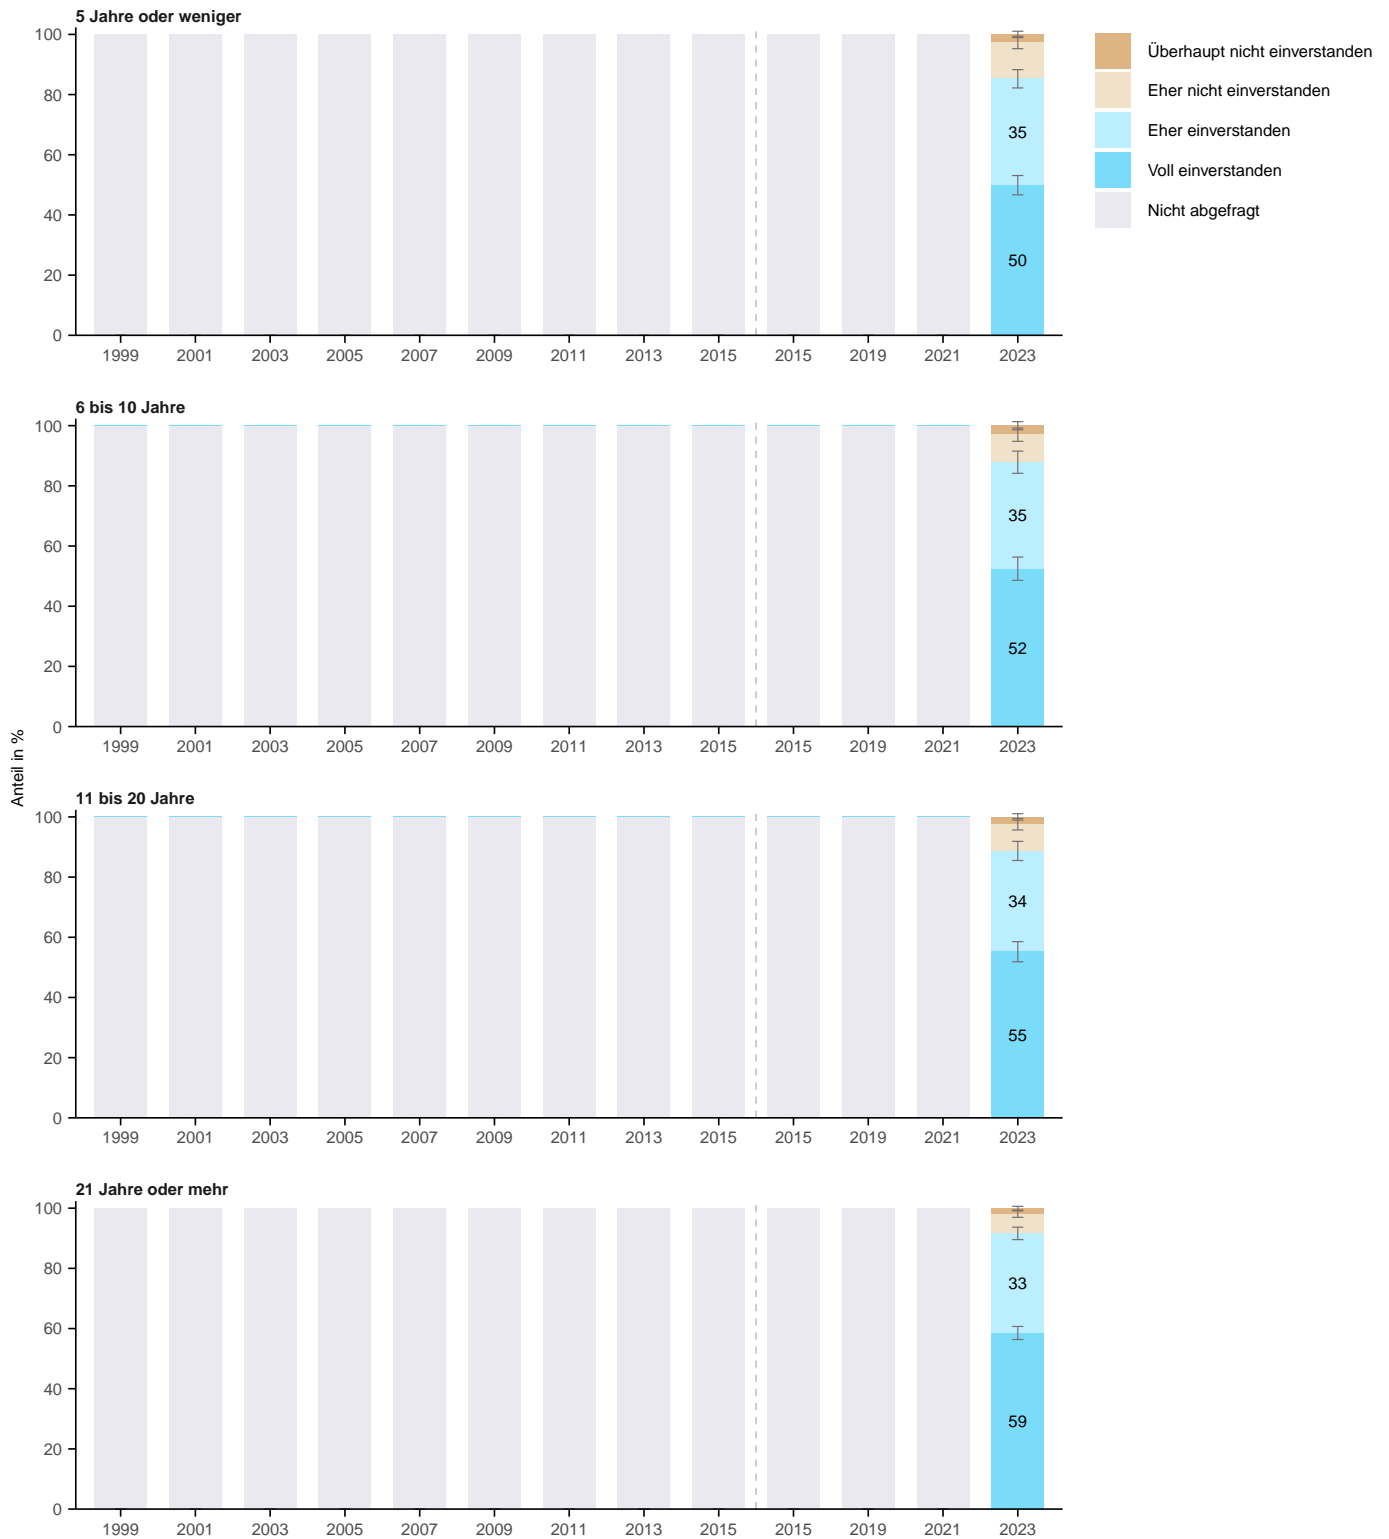 5 Jahre oder weniger
100
80
60
40
20
0
35
50
1999 2001 2003 2005 2007 2009 2011 2013 2015 2015 2019 2021 2023
Überhaupt nicht einverstanden
Eher nicht einverstanden
Eher einverstanden
Voll einverstanden
Nicht abgefragt
6 bis 10 Jahre
100
80
60
40
20
0
35
52
1999 2001 2003 2005 2007 2009 2011 2013 2015 2015 2019 2021 2023
Anteil in %
11 bis 20 Jahre
100
80
60
40
20
0
34
55
1999 2001 2003 2005 2007 2009 2011 2013 2015 2015 2019 2021 2023
21 Jahre oder mehr
100
80
60
40
20
0
33
59
1999 2001 2003 2005 2007 2009 2011 2013 2015 2015 2019 2021 2023